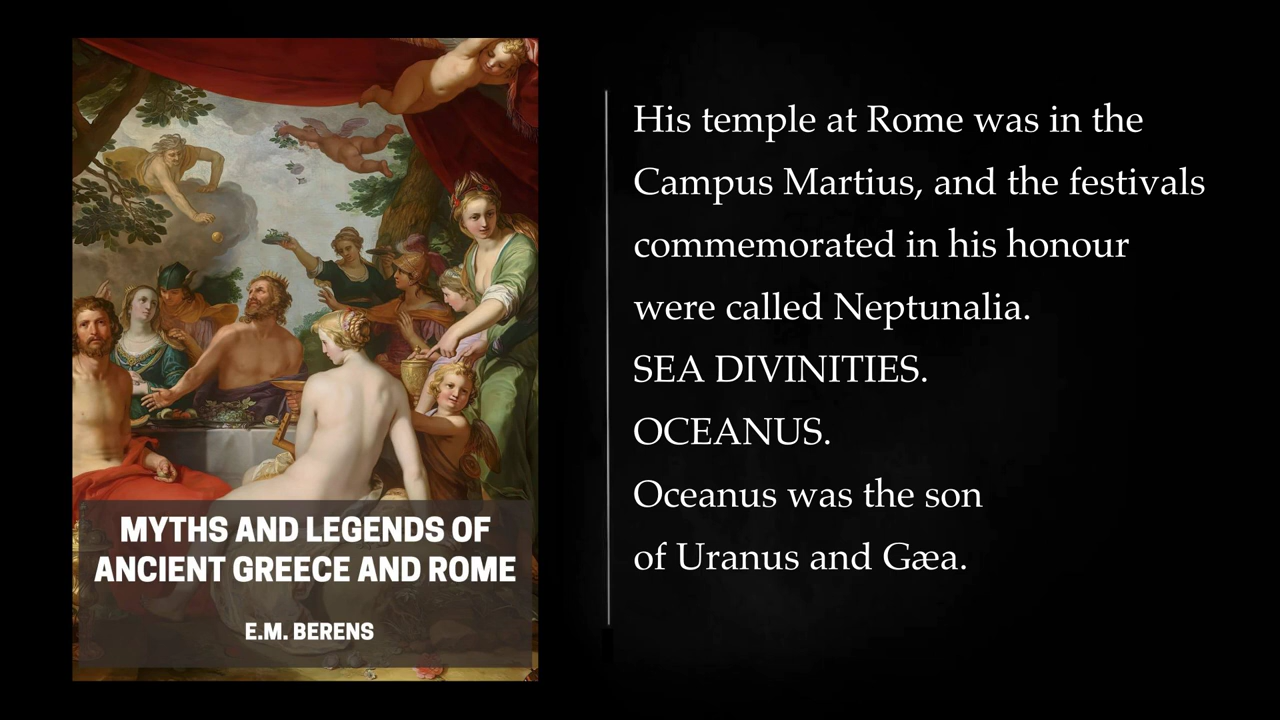 MYTHS AND LEGENDS OF
ANCIENT GREECE AND ROME
E.M. BERENS
His temple at Rome was in the
Campus Martius, and the festivals
commemorated in his honour
were called Neptunalia.
SEA DIVINITIES.
OCEANUS.
Oceanus was the son
of Uranus and Gæa.